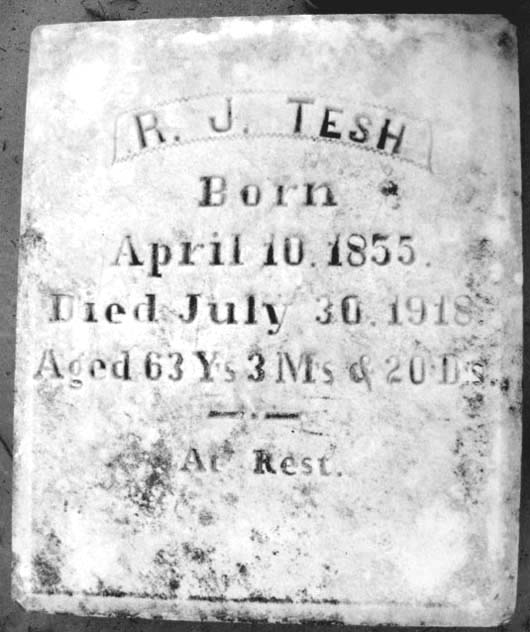 R. J. TESH
Born
April 10. 1855.
Died July 30. 1918.
Aged 63 Ys 3 Ms & 20 Ds.
At Rest.